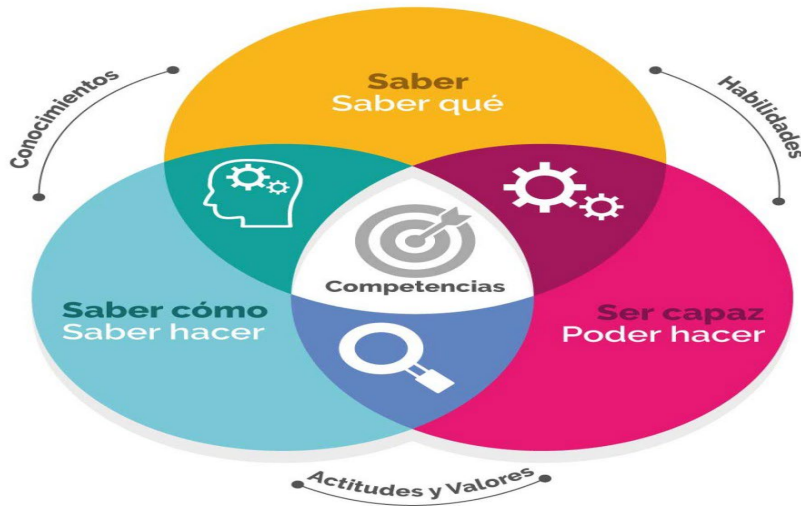 Conocimientos
Saber
Saber qué
Habilidades
Competencias
Saber cómo
Saber hacer
Ser capaz
Poder hacer
Actitudes y Valores